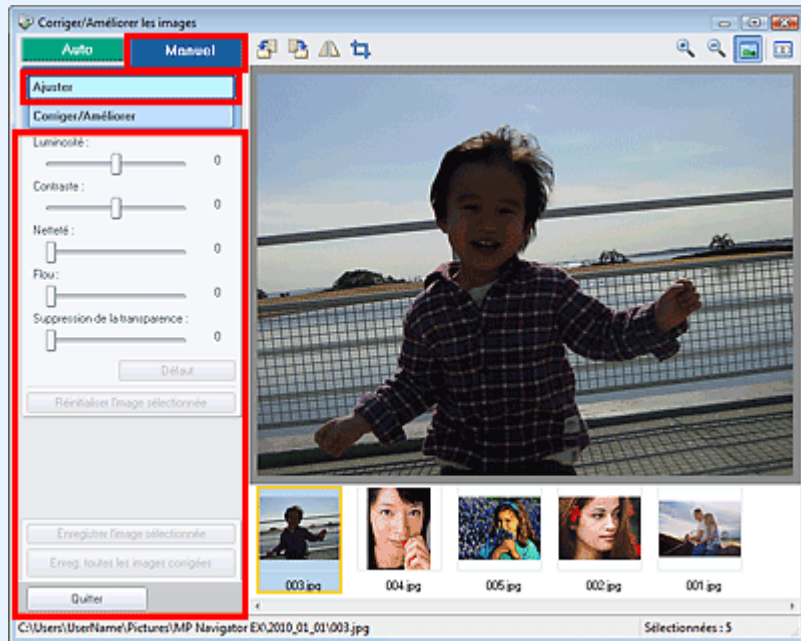 Corriger/Améliorer les images
Auto
Manuel
Ajuster
Corriger/Améliorer
Luminosité :
0
Contraste :
0
Netteté :
0
Flou :
0
Suppression de la transparence :
0
Défaut
Réinitialiser l'image sélectionnée
Enregistrer l'image sélectionnée
Enreg. toutes les images corrigées
Quitter
003.jpg
004.jpg
005.jpg
002.jpg
001.jpg
C:\Users\UserName\Pictures\MP Navigator EX\2010_01_01\003.jpg
Sélectionnées : 5